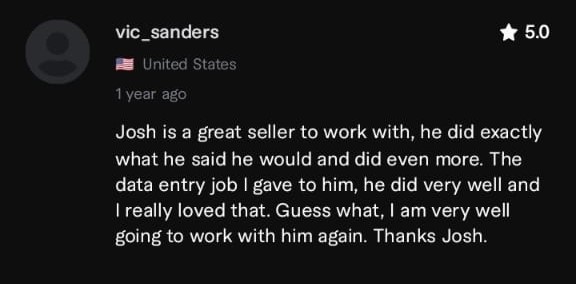 vic_sanders
5.0
United States
1 year ago
Josh is a great seller to work with, he did exactly
what he said he would and did even more. The
data entry job I gave to him, he did very well and
I really loved that. Guess what, I am very well
going to work with him again. Thanks Josh.